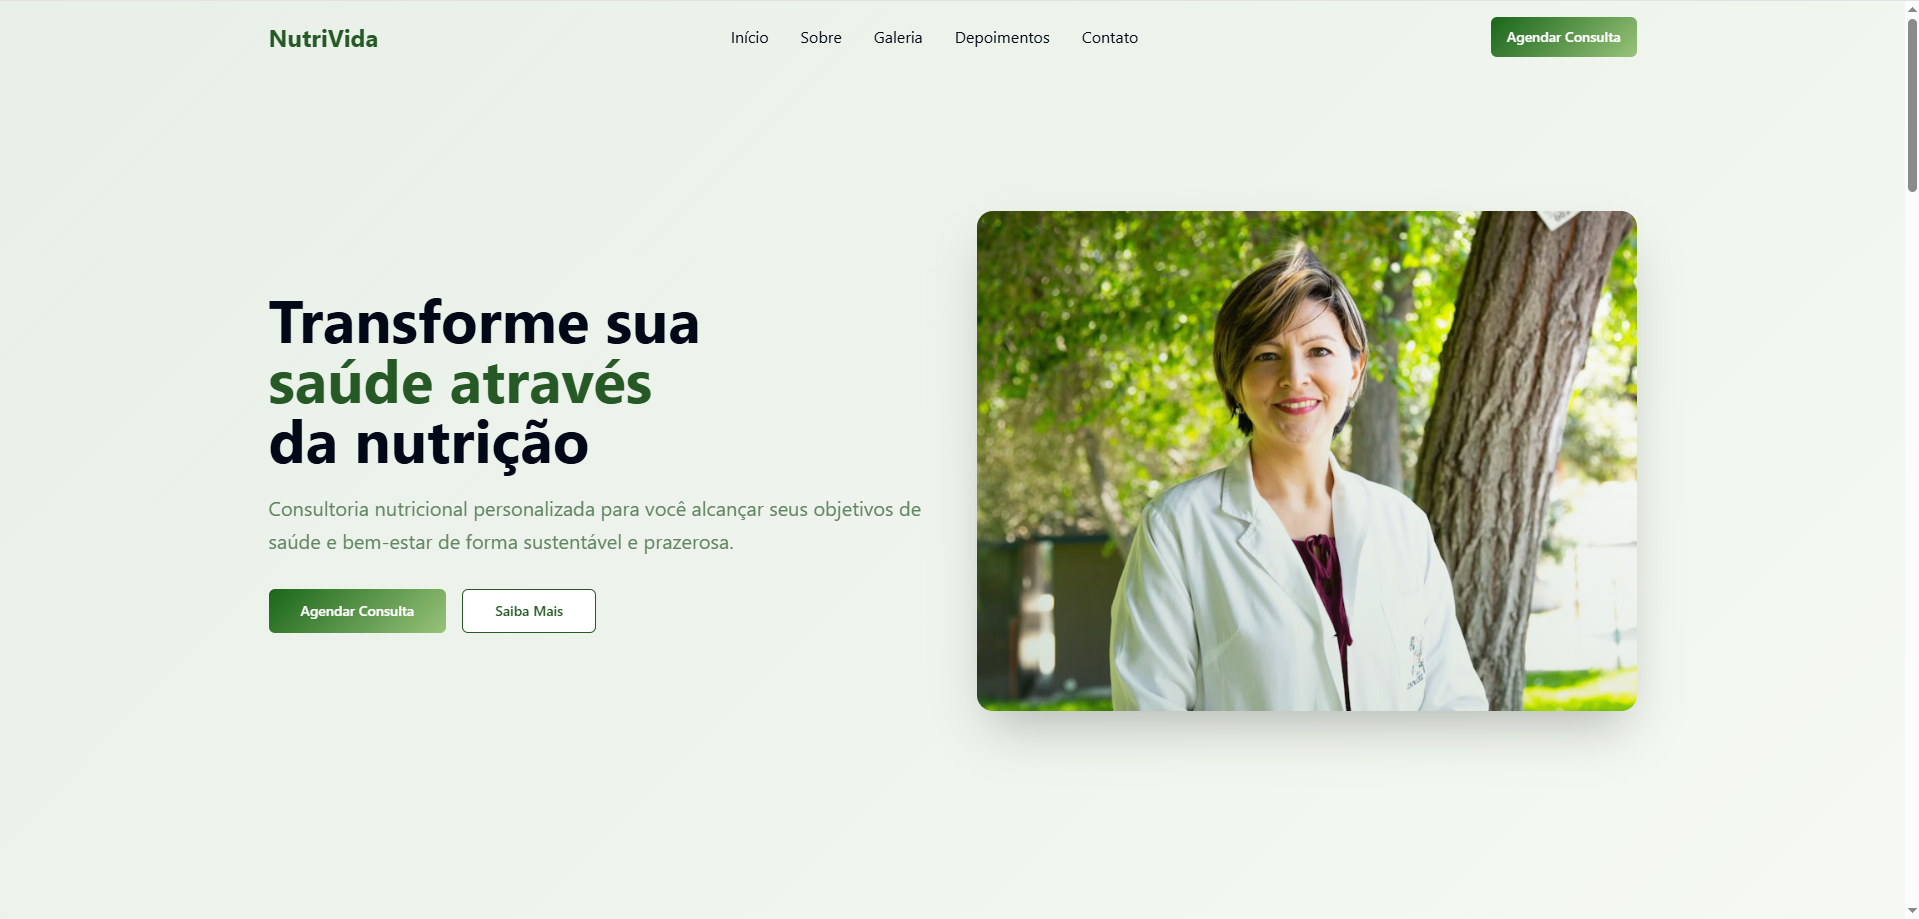 NutriVida
Início
Sobre
Galeria
Depoimentos
Contato
Agendar Consulta
Transforme sua
saúde através
da nutrição
Consultoria nutricional personalizada para você alcançar seus objetivos de
saúde e bem-estar de forma sustentável e prazerosa.
Agendar Consulta
Saiba Mais